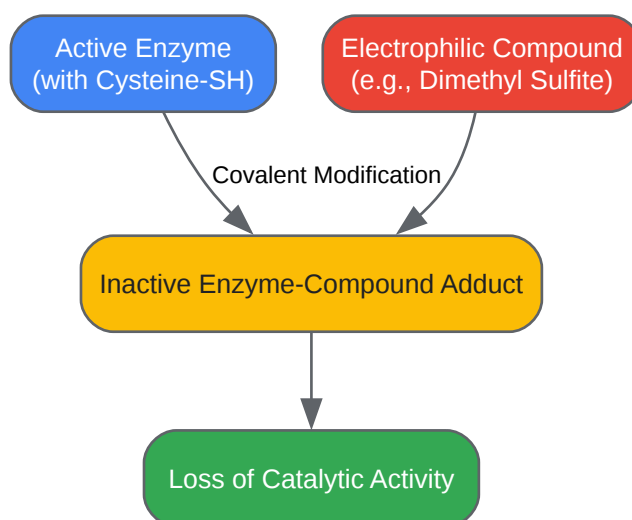 Active Enzyme
(with Cysteine-SH)
Electrophilic Compound
(e.g., Dimethyl Sulfite)
Covalent Modification
Inactive Enzyme-Compound Adduct
Loss of Catalytic Activity